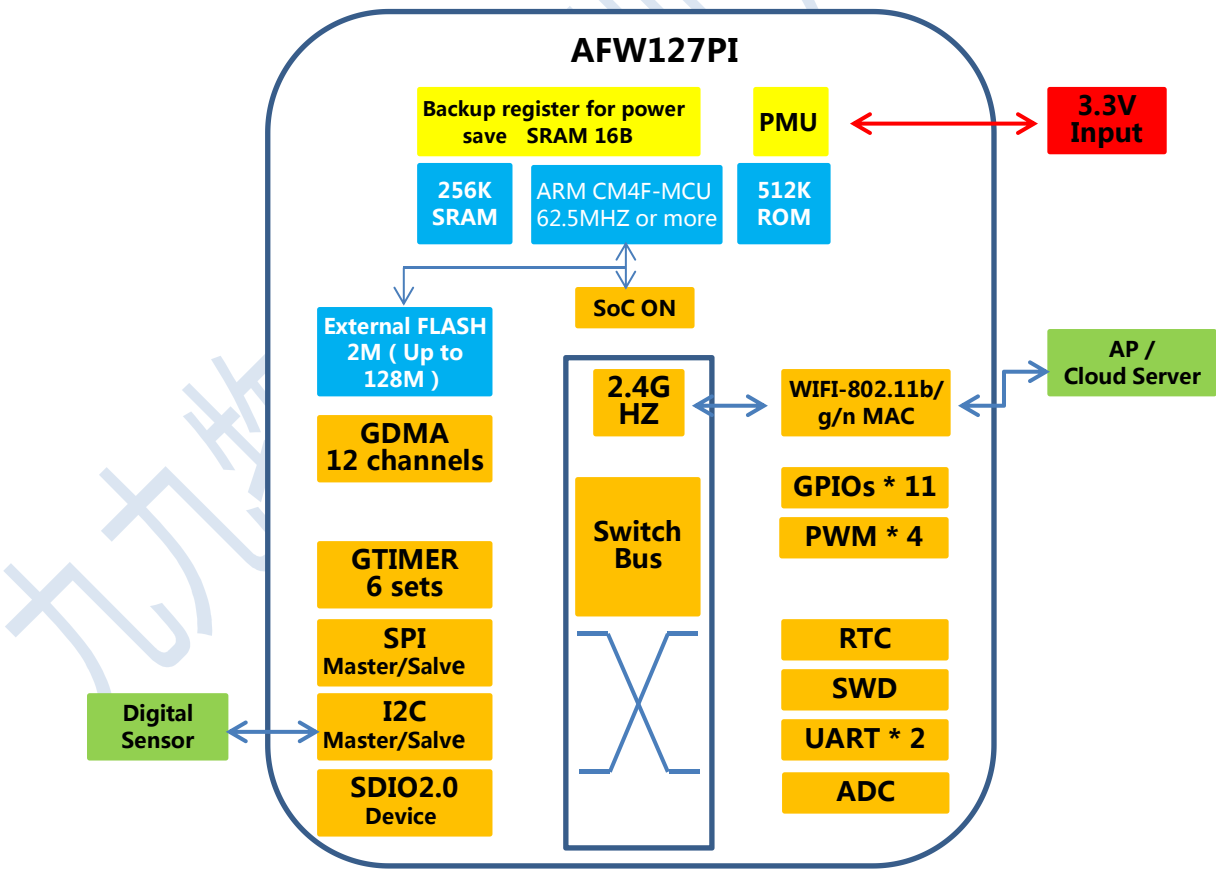 AFW127PI
Backup register for power
save SRAM 16B
PMU
3.3V
Input
256K
SRAM
ARM CM4F-MCU
62.5MHZ or more
512K
ROM
SoC ON
External FLASH
2M ( Up to
128M )
2.4G
HZ
WIFI-802.11b/
g/n MAC
AP /
Cloud Server
GDMA
12 channels
GPIOs * 11
Switch
Bus
PWM * 4
GTIMER
6 sets
SPI
Master/Salve
RTC
SWD
Digital
Sensor
I2C
Master/Salve
UART * 2
SDIO2.0
Device
ADC
九九